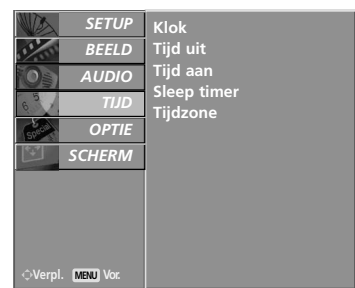 SETUP
BEELD
AUDIO
TIJD
OPTIE
SCHERM
Klok
Tijd uit
Tijd aan
Sleep timer
Tijdzone
Verpl. MENU Vor.